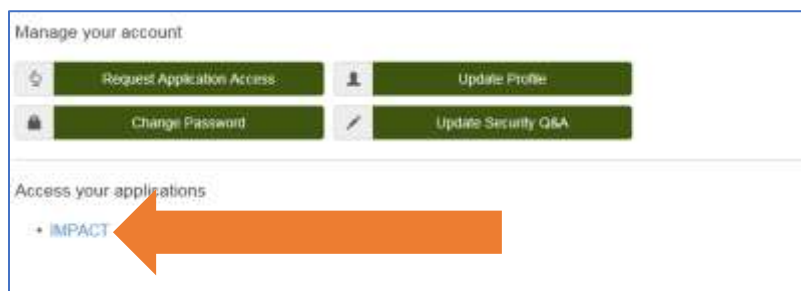 Manage your account
Request Application Access
Update Profile
Change Password
Update Security Q&A
Access your applications
• IMPACT